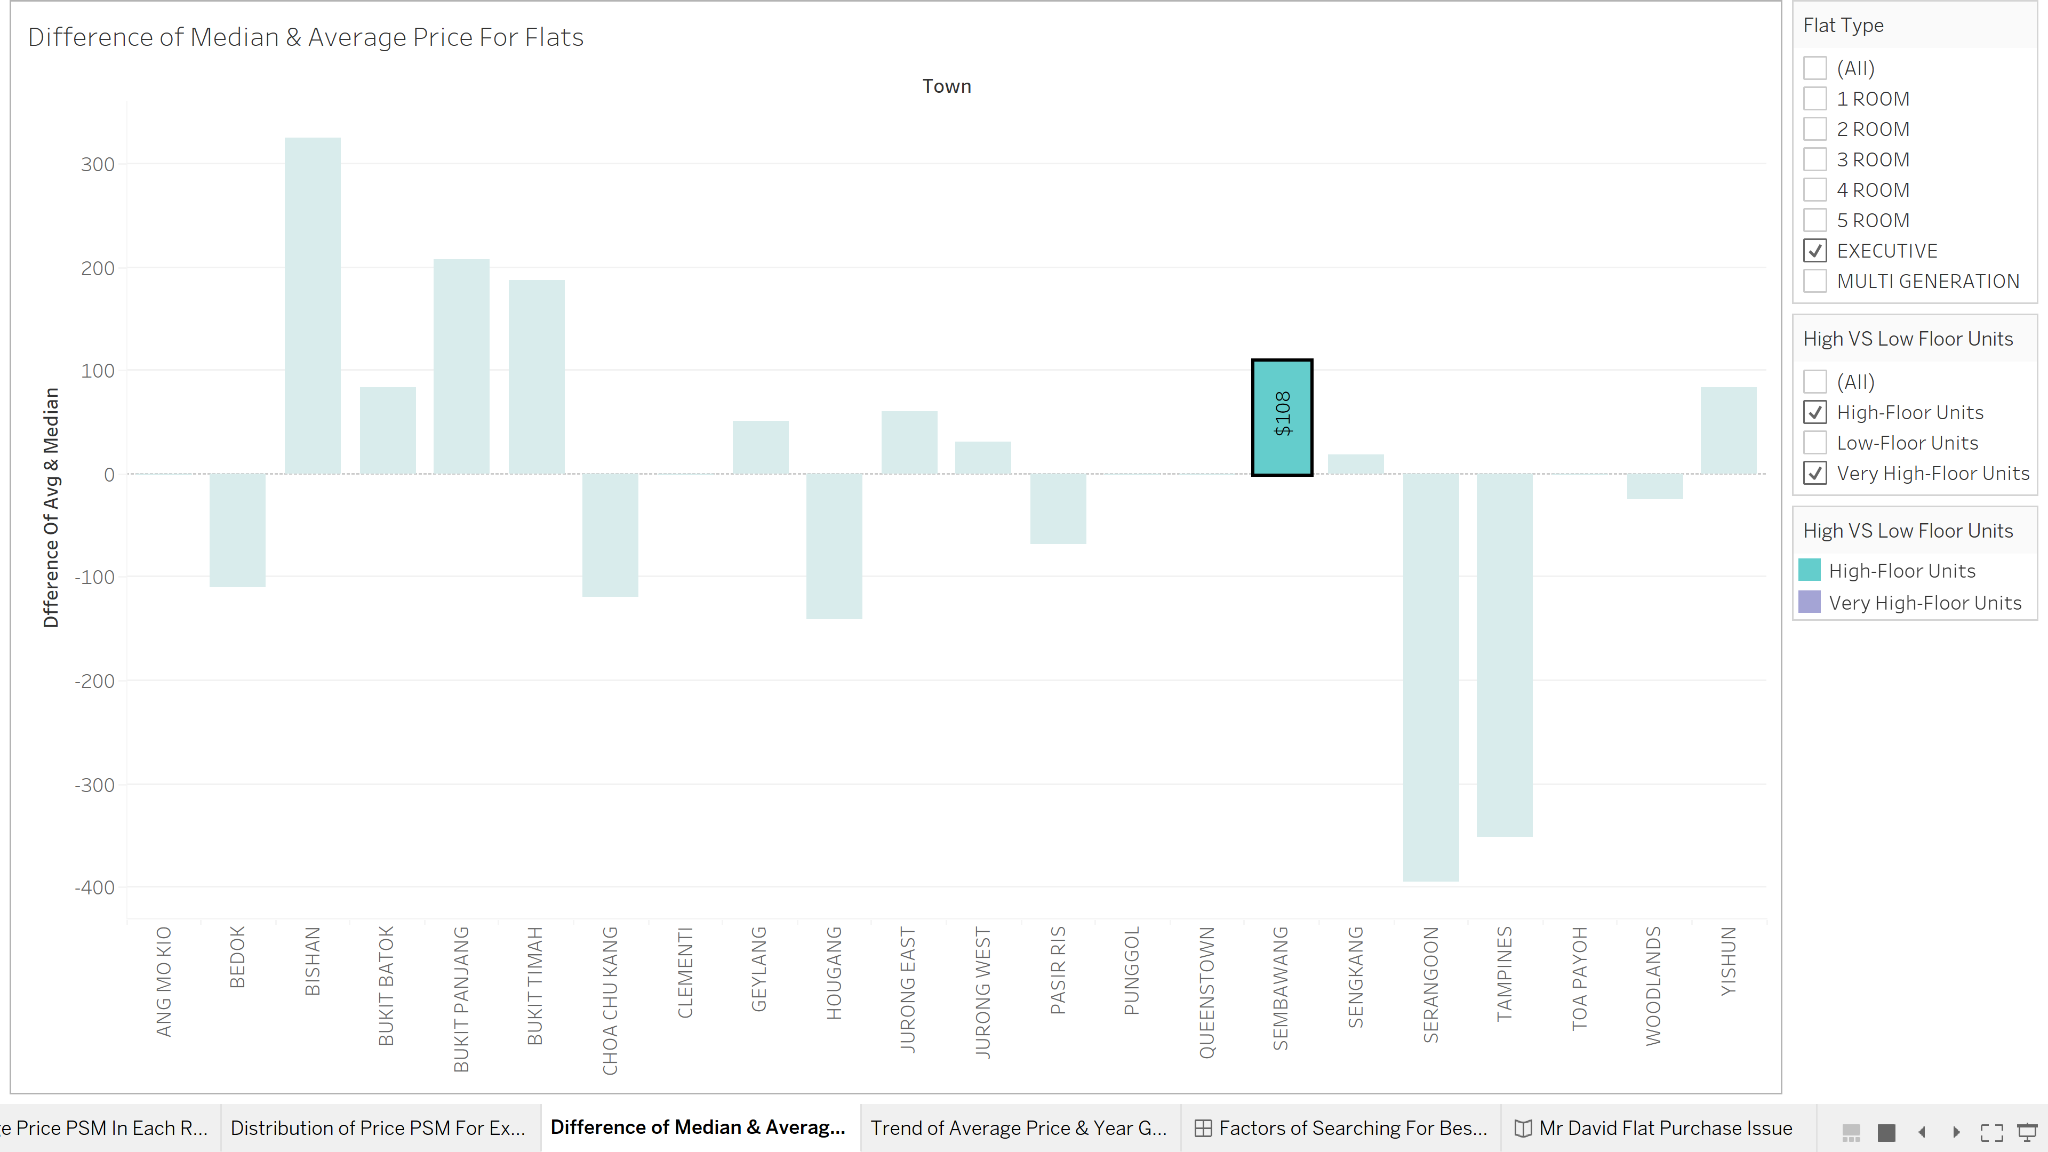 Difference of Median & Average Price For Flats
Town
Dfference Of Avg & Median
300
200
100
0
-100
-200
-300
-400
$108
ANG MO KIO
BEDOK
BISHAN
BUKIT BATOK
BUKIT PANJANG
BUKIT TIMAH
CHOA CHU KANG
CLEMENTI
GEYLANG
HOUGANG
JURONG EAST
JURONG WEST
PASIR RIS
PUNGGOL
QUEENSTOWN
SEMBAWANG
SENGKANG
SERANGOON
TAMPINES
TOA PAYOH
WOODLANDS
YISHUN
Flat Type
(All)
1 ROOM
2 ROOM
3 ROOM
4 ROOM
5 ROOM
EXECUTIVE
MULTI GENERATION
High VS Low Floor Units
(All)
High-Floor Units
Low-Floor Units
Very High-Floor Units
High VS Low Floor Units
High-Floor Units
Very High-Floor Units
e Price PSM In Each R...
Distribution of Price PSM For Ex...
Difference of Median & Averag...
Trend of Average Price & Year G...
Factors of Searching For Bes...
Mr David Flat Purchase Issue